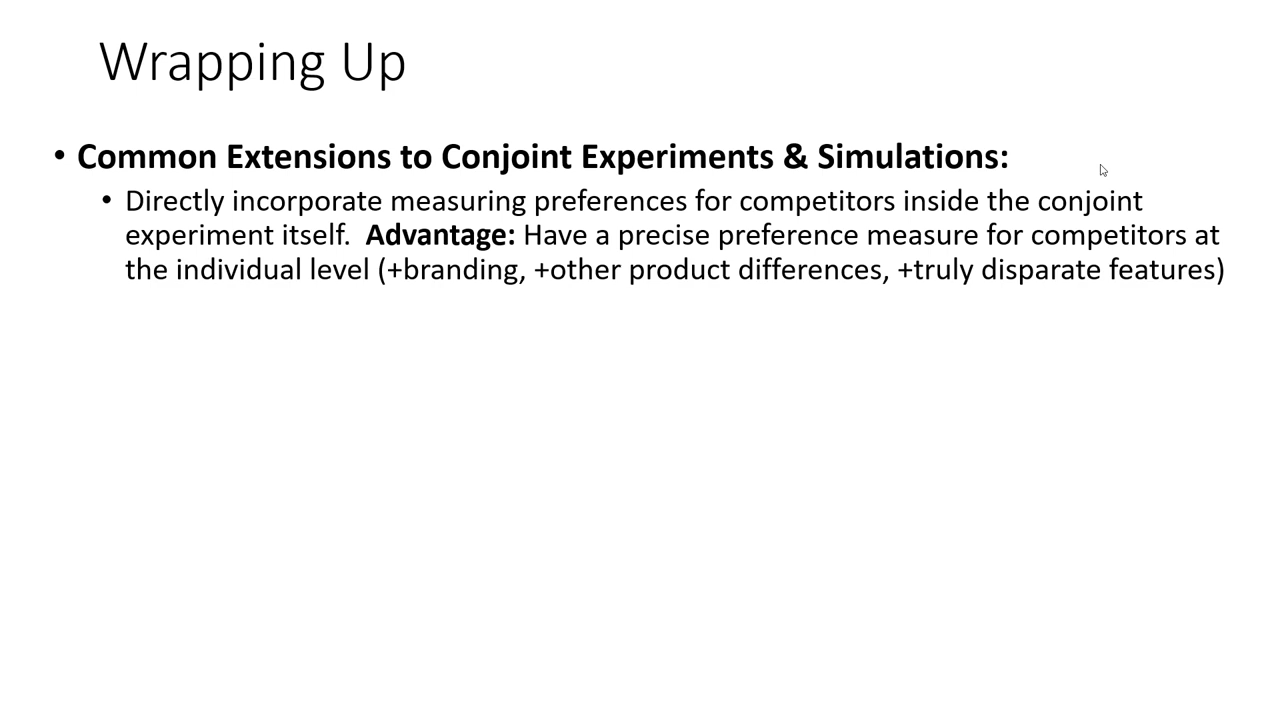 Wrapping Up
• Common Extensions to Conjoint Experiments & Simulations:
• Directly incorporate measuring preferences for competitors inside the conjoint
experiment itself.  Advantage: Have a precise preference measure for competitors at
the individual level (+branding, +other product differences, +truly disparate features)